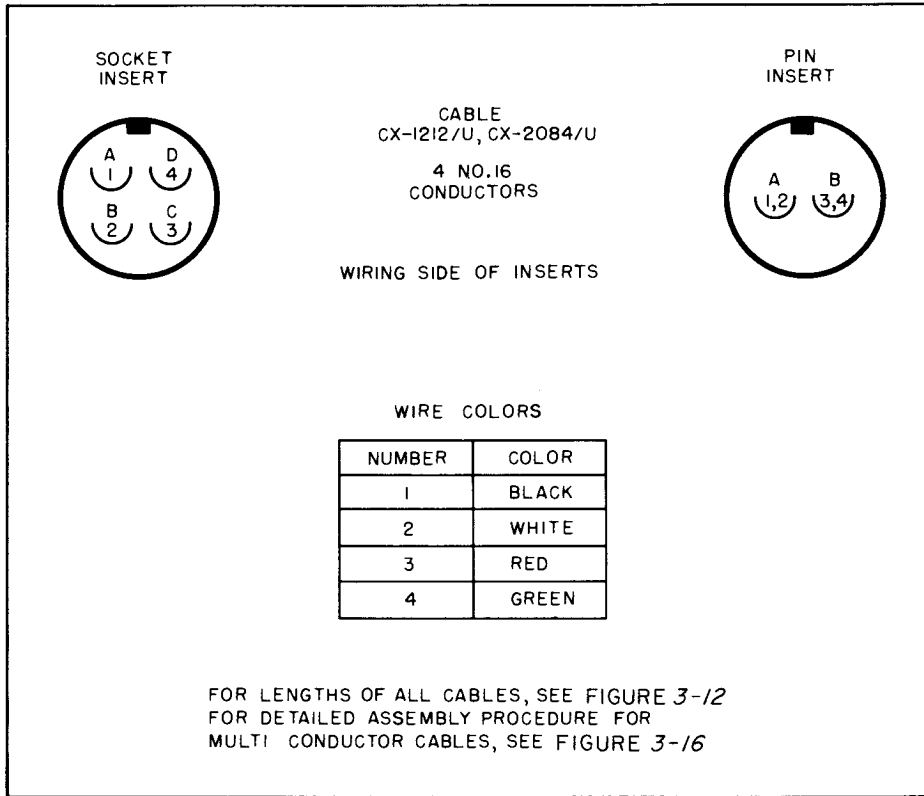 SOCKET
INSERT
A D
1 4
B C
2 3
CABLE
CX-1212/U, CX-2084/U
4 NO.16
CONDUCTORS
WIRING SIDE OF INSERTS
PIN
INSERT
A B
1,2 3,4
WIRE COLORS
NUMBER COLOR
1 BLACK
2 WHITE
3 RED
4 GREEN
FOR LENGTHS OF ALL CABLES, SEE FIGURE 3-12
FOR DETAILED ASSEMBLY PROCEDURE FOR
MULTI CONDUCTOR CABLES, SEE FIGURE 3-16